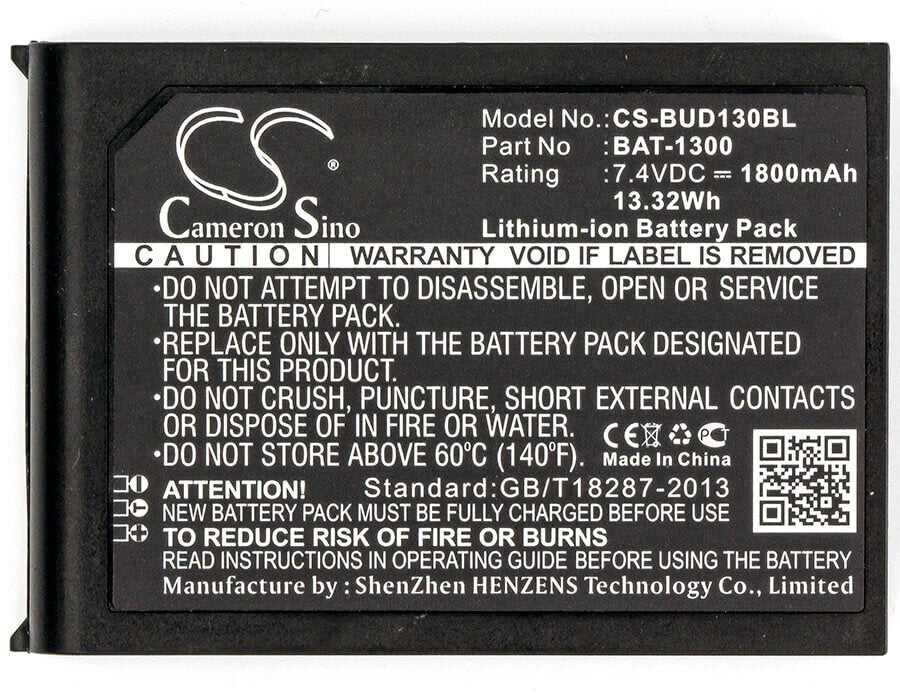 CS
®
Cameron Sino
Model No.:CS-BUD130BL
Part No :BAT-1300
Rating :7.4VDC ⎓ 1800mAh
13.32Wh
Lithium-ion Battery Pack
CAUTION WARRANTY VOID IF LABEL IS REMOVED
•DO NOT ATTEMPT TO DISASSEMBLE, OPEN OR SERVICE
THE BATTERY PACK.
•REPLACE ONLY WITH THE BATTERY PACK DESIGNATED
FOR THIS PRODUCT.
•DO NOT CRUSH, PUNCTURE, SHORT EXTERNAL CONTACTS
OR DISPOSE OF IN FIRE OR WATER.
•DO NOT STORE ABOVE 60°C (140°F).
CE PCT
Made In China
ATTENTION! Standard:GB/T18287-2013
NEW BATTERY PACK MUST BE FULLY CHARGED BEFORE USE
TO REDUCE RISK OF FIRE OR BURNS
READ INSTRUCTIONS IN OPERATING GUIDE BEFORE USING THE BATTERY
Manufacture by : ShenZhen HENZENS Technology Co., Limited